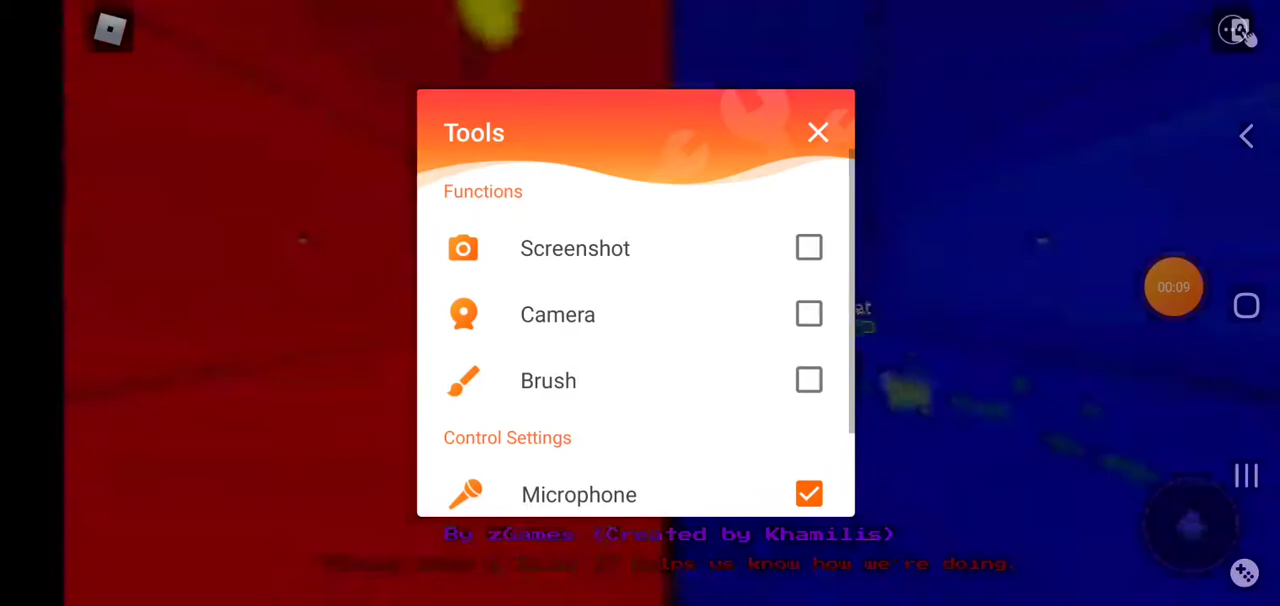 Tools
Functions
Screenshot
Camera
Brush
Control Settings
Microphone
00:09
at
By zGames (Created by Khamilis)
us know how we're doing.